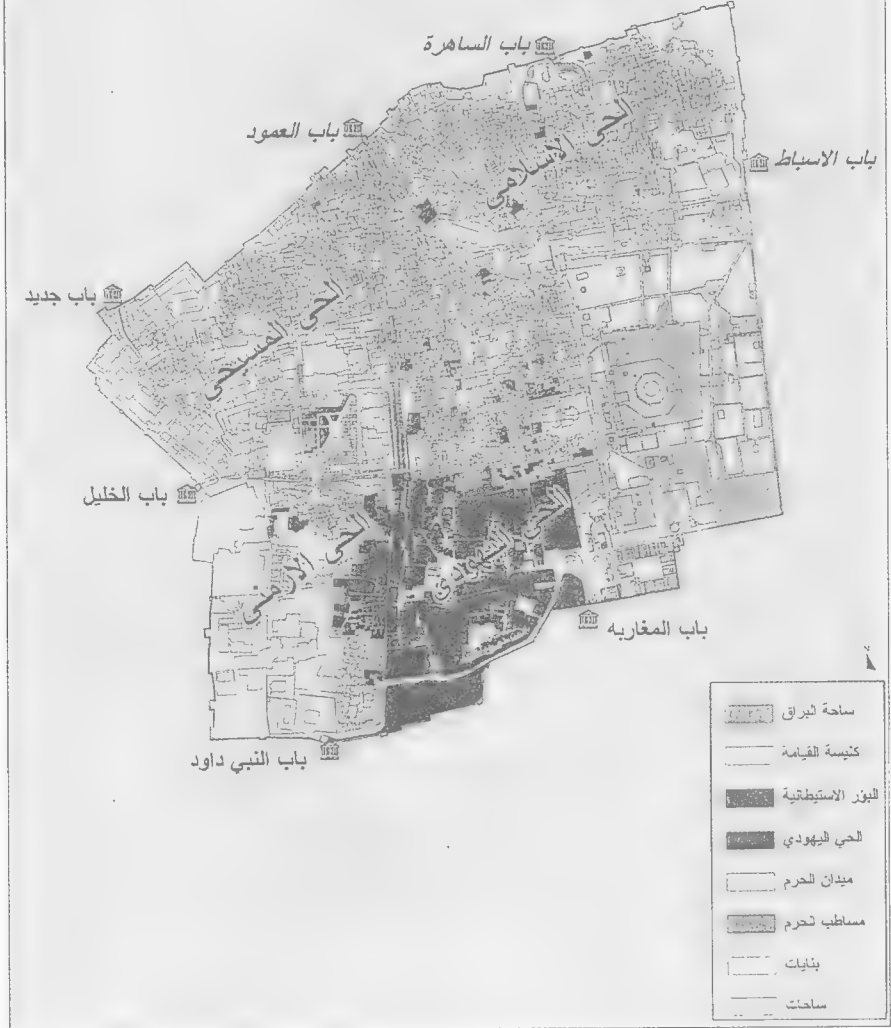 باب الساهرة
باب العمود
الحي الاسلامي
باب الاسباط
باب جديد
الحي المسيحي
باب الخليل
الحي الارمني
الحي اليهودي
باب المغاربه
باب النبي داود
ساحة البراق
كنيسة القيامة
البؤر الاستيطانية
الحي اليهودي
ميدان الحرم
مساطب الحرم
بنايات
ساحات